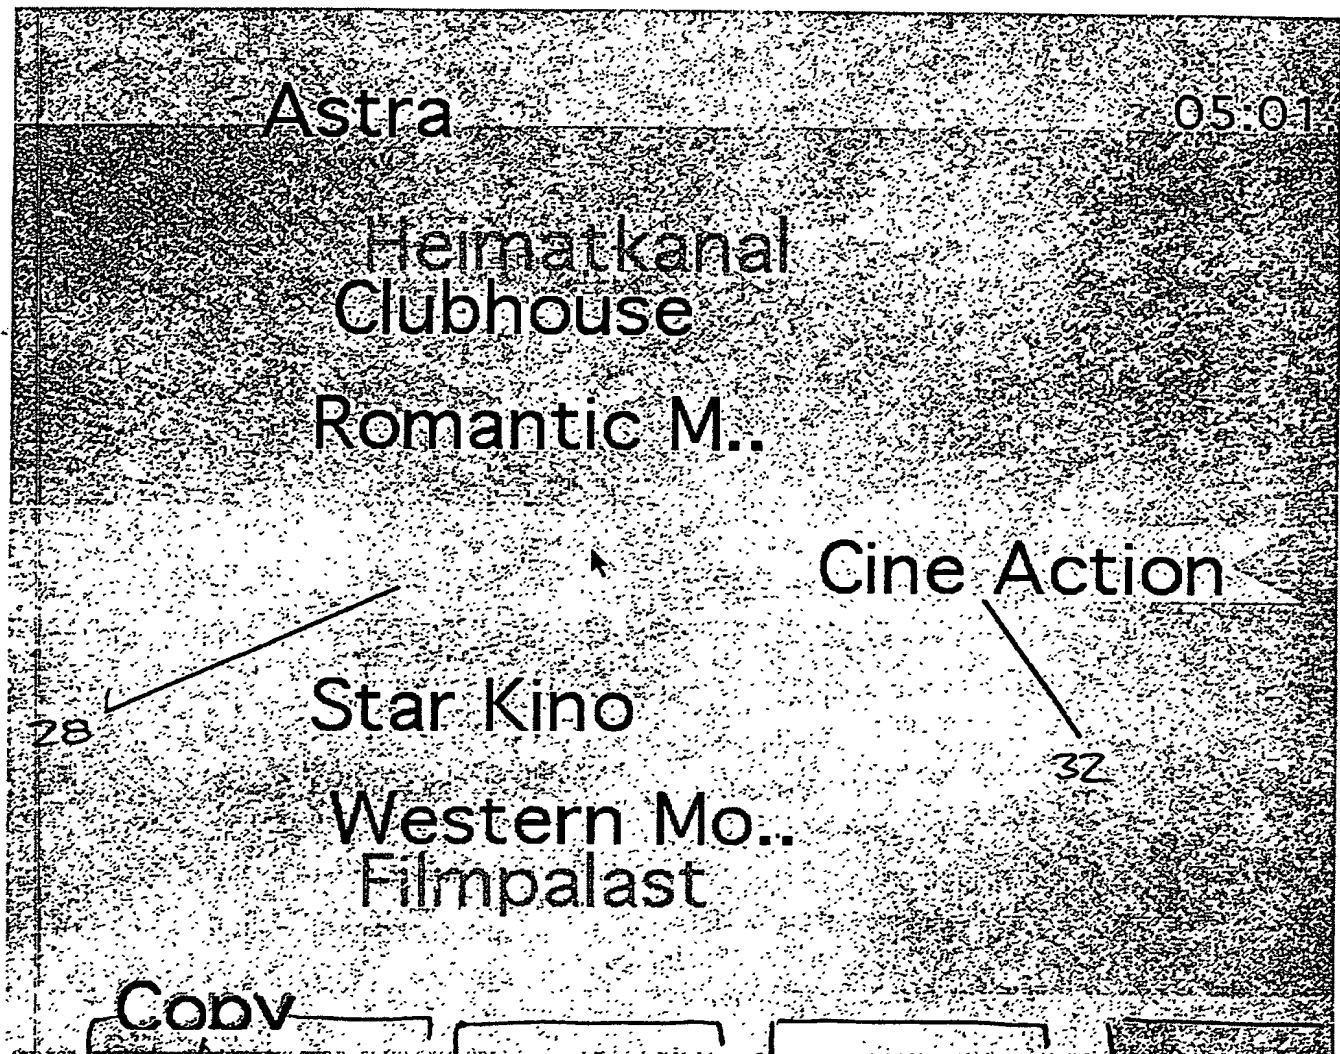 Astra 05:01:
Heimatkanal
Clubhouse
Romantic M..
Cine Action
28
Star Kino
32
Western Mo..
Filmpalast
Copy